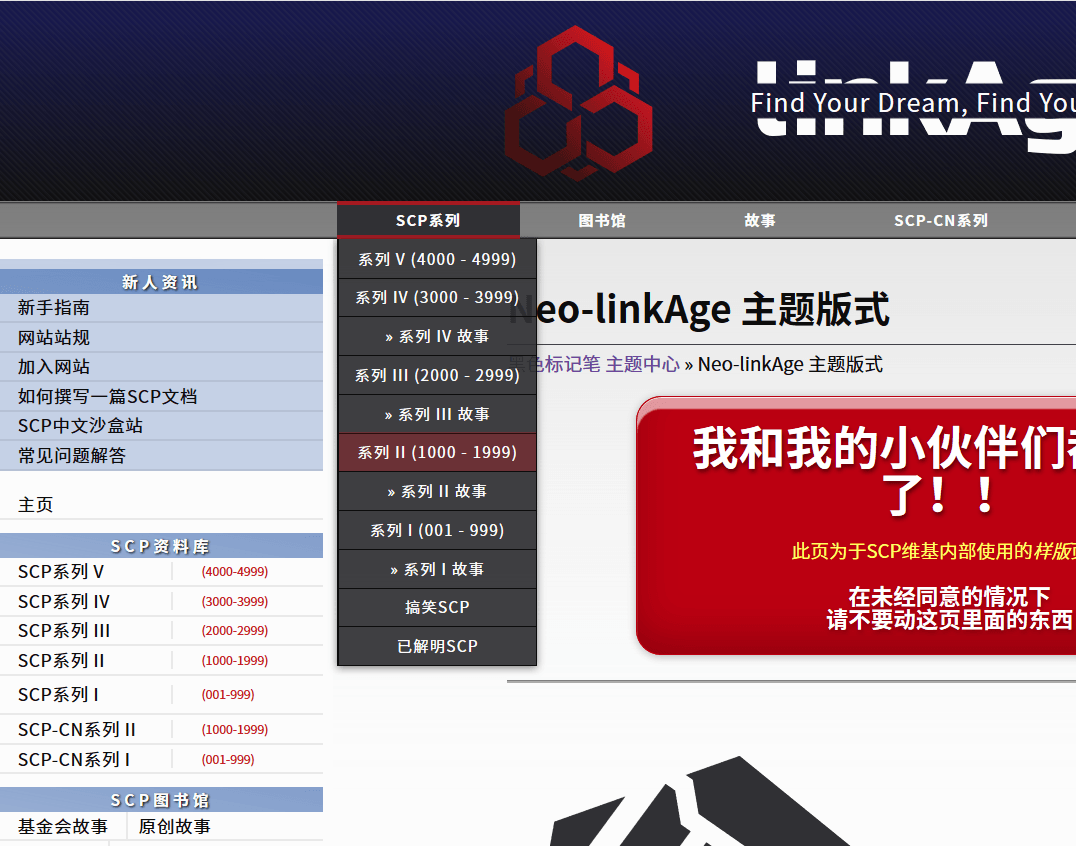 linkAg
Find Your Dream, Find You
SCP系列
图书馆
故事
SCP-CN系列
系列 V (4000 - 4999)
系列 IV (3000 - 3999)
» 系列 IV 故事
系列 III (2000 - 2999)
» 系列 III 故事
系列 II (1000 - 1999)
» 系列 II 故事
系列 I (001 - 999)
» 系列 I 故事
搞笑SCP
已解明SCP
新人资讯
新手指南
网站站规
加入网站
如何撰写一篇SCP文档
SCP中文沙盒站
常见问题解答
主页
SCP资料库
SCP系列 V (4000-4999)
SCP系列 IV (3000-3999)
SCP系列 III (2000-2999)
SCP系列 II (1000-1999)
SCP系列 I (001-999)
SCP-CN系列 II (1000-1999)
SCP-CN系列 I (001-999)
SCP图书馆
基金会故事 原创故事
Neo-linkAge 主题版式
黑色标记笔 主题中心 » Neo-linkAge 主题版式
我和我的小伙伴们
了！！
此页为于SCP维基内部使用的样版
在未经同意的情况下
请不要动这页里面的东西